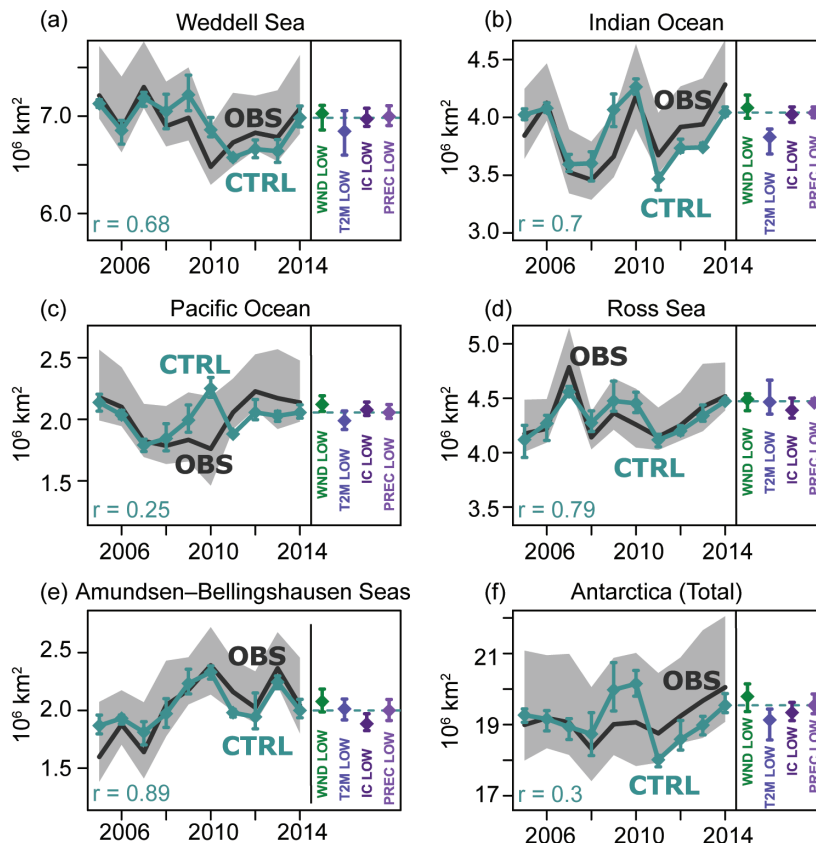 (a) Weddell Sea
10⁶ km²
7.0
6.0
OBS
CTRL
r = 0.68
WND LOW
T2M LOW
IC LOW
PREC LOW
2006 2010 2014
(b) Indian Ocean
10⁶ km²
4.5
4.0
3.5
3.0
OBS
CTRL
r = 0.7
WND LOW
T2M LOW
IC LOW
PREC LOW
2006 2010 2014
(c) Pacific Ocean
10⁶ km²
2.5
2.0
1.5
CTRL
OBS
r = 0.25
WND LOW
T2M LOW
IC LOW
PREC LOW
2006 2010 2014
(d) Ross Sea
10⁶ km²
5.0
4.5
4.0
3.5
OBS
CTRL
r = 0.79
WND LOW
T2M LOW
IC LOW
PREC LOW
2006 2010 2014
(e) Amundsen–Bellingshausen Seas
10⁶ km²
2.5
2.0
1.5
OBS
CTRL
r = 0.89
WND LOW
T2M LOW
IC LOW
PREC LOW
2006 2010 2014
(f) Antarctica (Total)
10⁶ km²
21
20
19
17
OBS
CTRL
r = 0.3
WND LOW
T2M LOW
IC LOW
PREC LOW
2006 2010 2014